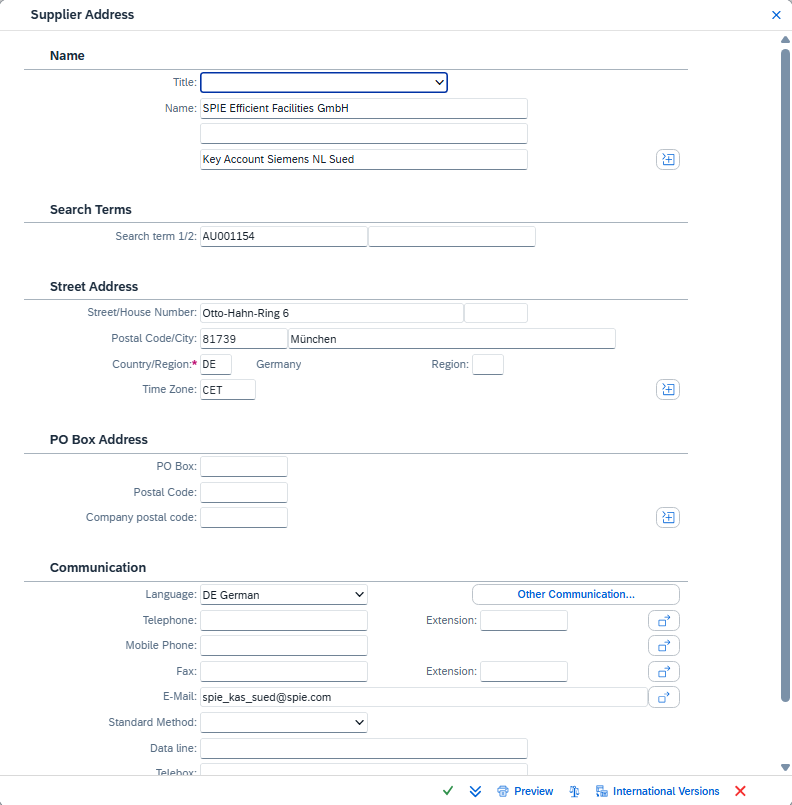 Supplier Address
Name
Title:
Name: SPIE Efficient Facilities GmbH
Key Account Siemens NL Sued
Search Terms
Search term 1/2: AU001154
Street Address
Street/House Number: Otto-Hahn-Ring 6
Postal Code/City: 81739 München
Country/Region:* DE Germany Region:
Time Zone: CET
PO Box Address
PO Box:
Postal Code:
Company postal code:
Communication
Language: DE German Other Communication...
Telephone: Extension:
Mobile Phone:
Fax: Extension:
E-Mail: spie_kas_sued@spie.com
Standard Method:
Data line:
Telebox:
Preview International Versions